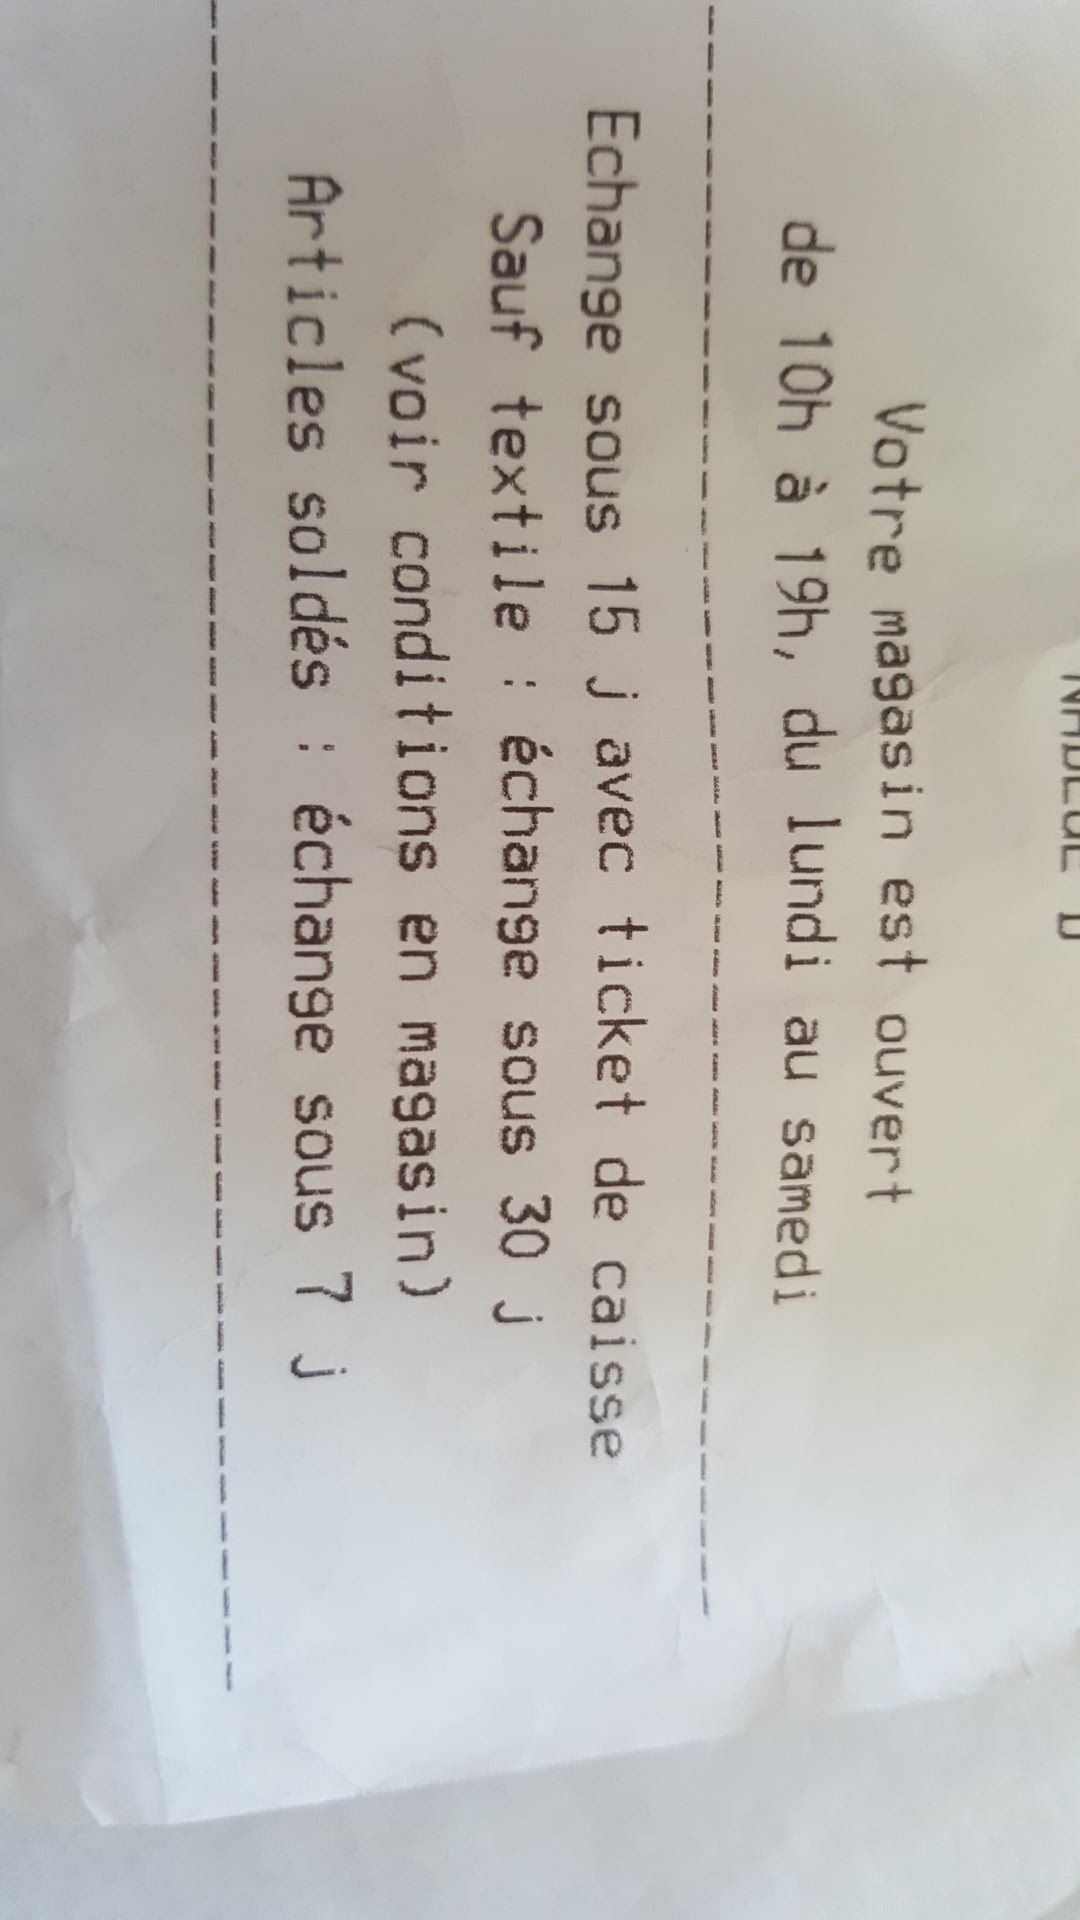 Votre magasin est ouvert
de 10h à 19h, du lundi au samedi
Echange sous 15 j avec ticket de caisse
Sauf textile : échange sous 30 j
(voir conditions en magasin)
Articles soldés : échange sous 7 j